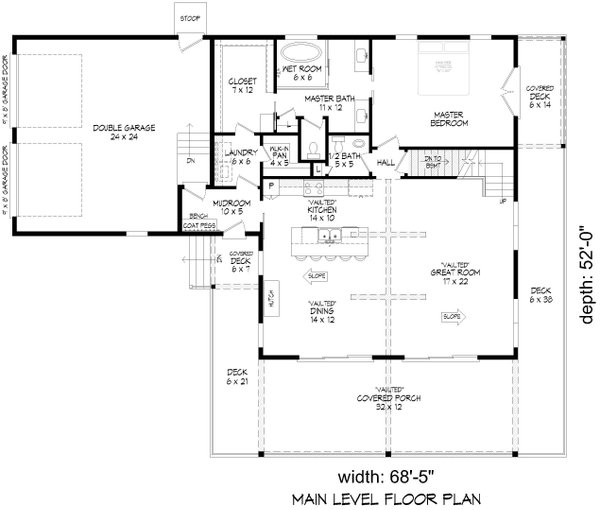 STOOP
9' x 8' GARAGE DOOR
9' x 8' GARAGE DOOR
DOUBLE GARAGE
24 x 24
DN
CLOSET
7 x 12
WET ROOM
6 x 6
MASTER BATH
11 x 12
MASTER
BEDROOM
COVERED
DECK
6 x 14
LAUNDRY
6 x 6
WLK-IN
PAN
4 x 5
1/2 BATH
5 x 5
HALL
DN TO
BSMT
UP
MUDROOM
10 x 5
BENCH
COAT PEGS
P
L
"VAULTED"
KITCHEN
14 x 10
DN
COVERED
DECK
6 x 7
SLOPE
HUTCH
"VAULTED"
DINING
14 x 12
"VAULTED"
GREAT ROOM
17 x 22
SLOPE
DECK
6 x 38
DECK
6 x 21
"VAULTED"
COVERED PORCH
32 x 12
depth: 52'-0"
width: 68'-5"
MAIN LEVEL FLOOR PLAN